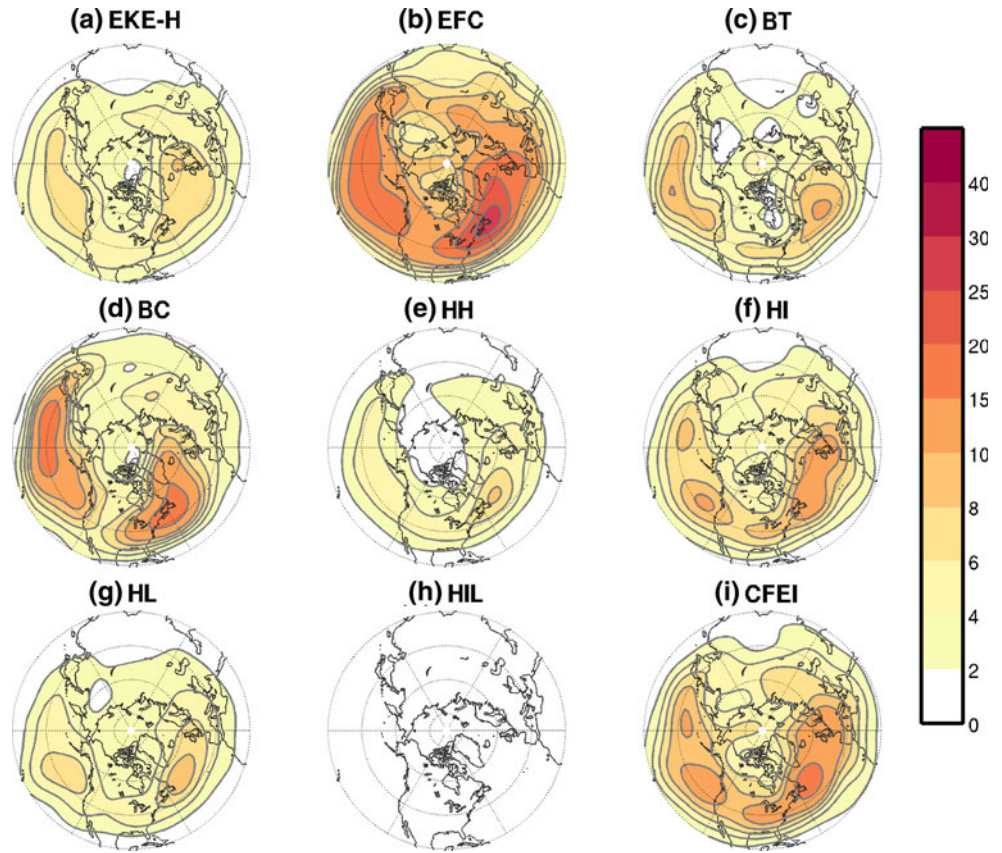 (a) EKE-H
(b) EFC
(c) BT
(d) BC
(e) HH
(f) HI
(g) HL
(h) HIL
(i) CFEI
40
30
20
15
10
8
6
4
2
0